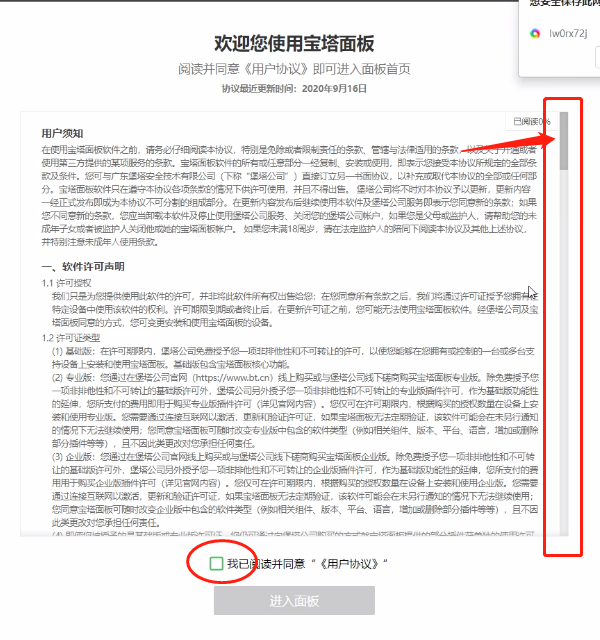 您安全保存此网
lw0rx72j
欢迎您使用宝塔面板
阅读并同意《用户协议》即可进入面板首页
协议最近更新时间：2020年9月16日
已阅读0%
用户须知
在使用宝塔面板软件之前，请务必仔细阅读本协议，特别是免除或者限制责任的条款、管辖与法律适用的条款，以及关于开通或者
使用第三方提供的某项服务的条款。宝塔面板软件的所有或任意部分一经复制、安装或使用，即表示您接受本协议所规定的全部条
款及条件。您可与广东堡塔安全技术有限公司（下称“堡塔公司”）直接订立另一书面协议，以补充或取代本协议的全部或任何部
分。宝塔面板软件只在遵守本协议各项条款的情况下供许可使用，并且不得出售。 堡塔公司将不时对本协议予以更新，更新内容
一经正式发布即成为本协议不可分割的组成部分。在更新内容发布后继续使用本软件及堡塔公司服务即表示您同意新的条款；如果
您不同意新的条款，您应当卸载本软件及停止使用堡塔公司服务、关闭您的堡塔公司帐户，如果您是父母或监护人，请帮助您的未
成年子女或者被监护人关闭他或她的宝塔面板帐户。 如果您未满18周岁，请在法定监护人的陪同下阅读本协议及其他上述协议，
并特别注意未成年人使用条款。
一、软件许可声明
1.1 许可授权
我们只是为您提供使用此软件的许可，并非将此软件所有权出售给您；在您同意所有条款之后，我们将通过许可证授予您拥有在
特定设备中使用该软件的权利。许可期限到期或者终止后，在更新许可证之前，您可能无法使用宝塔面板软件。经堡塔公司及宝
塔面板同意的方式，您可变更安装和使用宝塔面板的设备。
1.2 许可证类型
(1) 基础版：在许可期限内，堡塔公司免费授予您一项非排他性和不可转让的许可，以使您能够在您拥有或控制的一台或多台支
持设备上安装和使用宝塔面板。基础版包含宝塔面板核心功能。
(2) 专业版：您通过在堡塔公司官网（https://www.bt.cn）线上购买或与堡塔公司线下磋商购买宝塔面板专业版。除免费授予您
一项非排他性和不可转让的基础版许可外，堡塔公司另外授予您一项非排他性和不可转让的专业版插件许可，作为基础版功能性
的延伸，您所支付的费用即用于购买专业版插件许可（详见官网内容）。您仅可在许可期限内，根据购买的授权数量在设备上安
装和使用专业版。您需要通过连接互联网以激活，更新和验证许可证，如果宝塔面板无法定期验证，该软件可能会在未另行通知
的情况下无法继续使用；您同意宝塔面板可随时改变专业版中包含的软件类型（例如相关组件、版本、平台、语言，增加或删除
部分插件等等），且不因此类更改对您承担任何责任。
(3) 企业版：您通过在堡塔公司官网线上购买或与堡塔公司线下磋商购买宝塔面板企业版。除免费授予您一项非排他性和不可转
让的基础版许可外，堡塔公司另外授予您一项非排他性和不可转让的企业版插件许可，作为基础版功能性的延伸，您所支付的费用
用于购买企业版插件许可（详见官网内容）。您仅可在许可期限内，根据购买的授权数量在设备上安装和使用企业版。您需要
通过连接互联网以激活，更新和验证许可证，如果宝塔面板无法定期验证，该软件可能会在未另行通知的情况下无法继续使用；
您同意宝塔面板可随时改变企业版中包含的软件类型（例如相关组件、版本、平台、语言，增加或删除部分插件等等），且不因
此类更改对您承担任何责任。
我已阅读并同意“《用户协议》”
进入面板